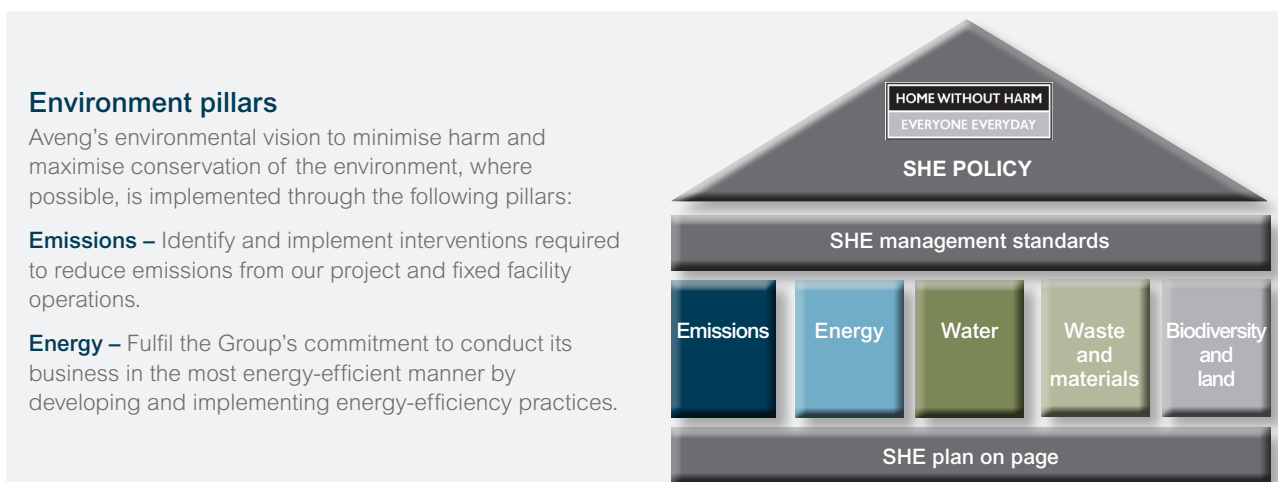 Environment pillars
Aveng's environmental vision to minimise harm and
maximise conservation of the environment, where
possible, is implemented through the following pillars:
Emissions – Identify and implement interventions required
to reduce emissions from our project and fixed facility
operations.
Energy – Fulfil the Group's commitment to conduct its
business in the most energy-efficient manner by
developing and implementing energy-efficiency practices.
HOME WITHOUT HARM
EVERYONE EVERYDAY
SHE POLICY
SHE management standards
Emissions
Energy
Water
Waste
and
materials
Biodiversity
and
land
SHE plan on page